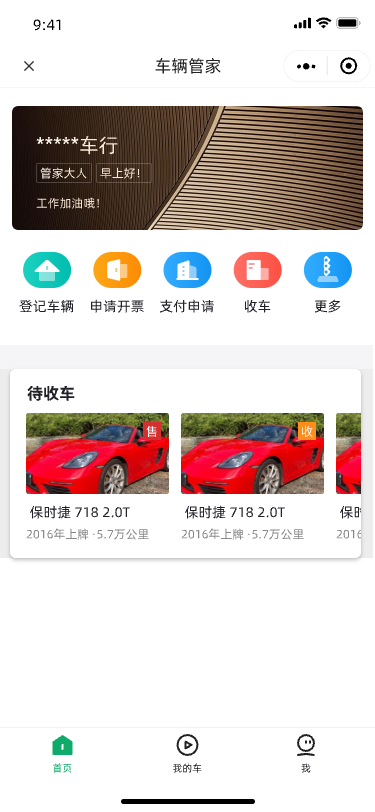 9:41
车辆管家
*****车行
管家大人 早上好!
工作加油哦!
登记车辆 申请开票 支付申请 收车 更多
待收车
售 收
保时捷 718 2.0T 保时捷 718 2.0T 保时
2016年上牌 ·5.7万公里 2016年上牌 ·5.7万公里 2016
首页 我的车 我